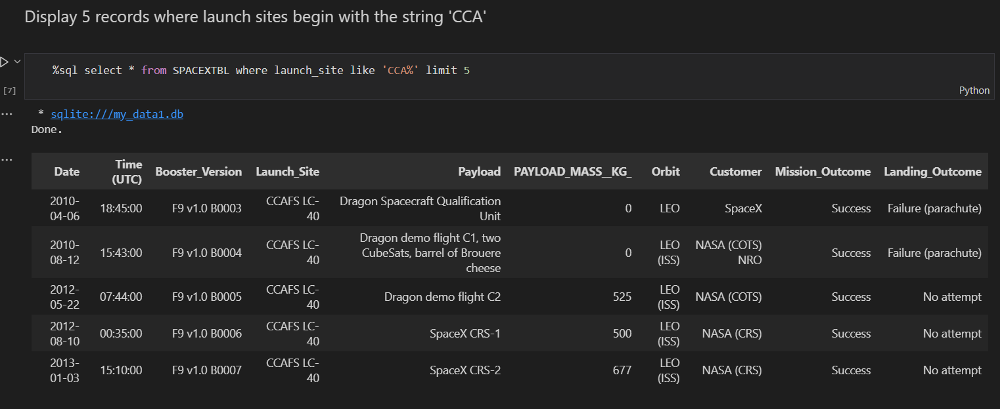 Display 5 records where launch sites begin with the string 'CCA'
%sql select * from SPACEXTBL where launch_site like 'CCA%' limit 5
[7]
Python
* sqlite:///my_data1.db
Done.
Date Time (UTC) Booster_Version Launch_Site Payload PAYLOAD_MASS__KG_ Orbit Customer Mission_Outcome Landing_Outcome
2010-04-06 18:45:00 F9 v1.0 B0003 CCAFS LC-40 Dragon Spacecraft Qualification Unit 0 LEO SpaceX Success Failure (parachute)
2010-08-12 15:43:00 F9 v1.0 B0004 CCAFS LC-40 Dragon demo flight C1, two CubeSats, barrel of Brouere cheese 0 LEO (ISS) NASA (COTS) NRO Success Failure (parachute)
2012-05-22 07:44:00 F9 v1.0 B0005 CCAFS LC-40 Dragon demo flight C2 525 LEO (ISS) NASA (COTS) Success No attempt
2012-08-10 00:35:00 F9 v1.0 B0006 CCAFS LC-40 SpaceX CRS-1 500 LEO (ISS) NASA (CRS) Success No attempt
2013-01-03 15:10:00 F9 v1.0 B0007 CCAFS LC-40 SpaceX CRS-2 677 LEO (ISS) NASA (CRS) Success No attempt